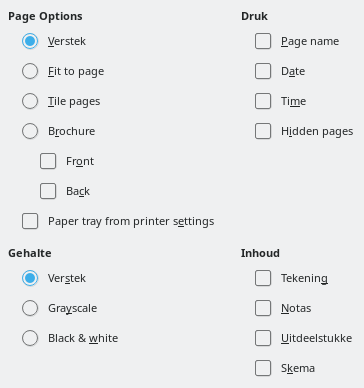 Page Options
Verstek
Fit to page
Tile pages
Brochure
Front
Back
Paper tray from printer settings
Druk
Page name
Date
Time
Hidden pages
Gehalte
Verstek
Grayscale
Black & white
Inhoud
Tekening
Notas
Uitdeelstukke
Skema